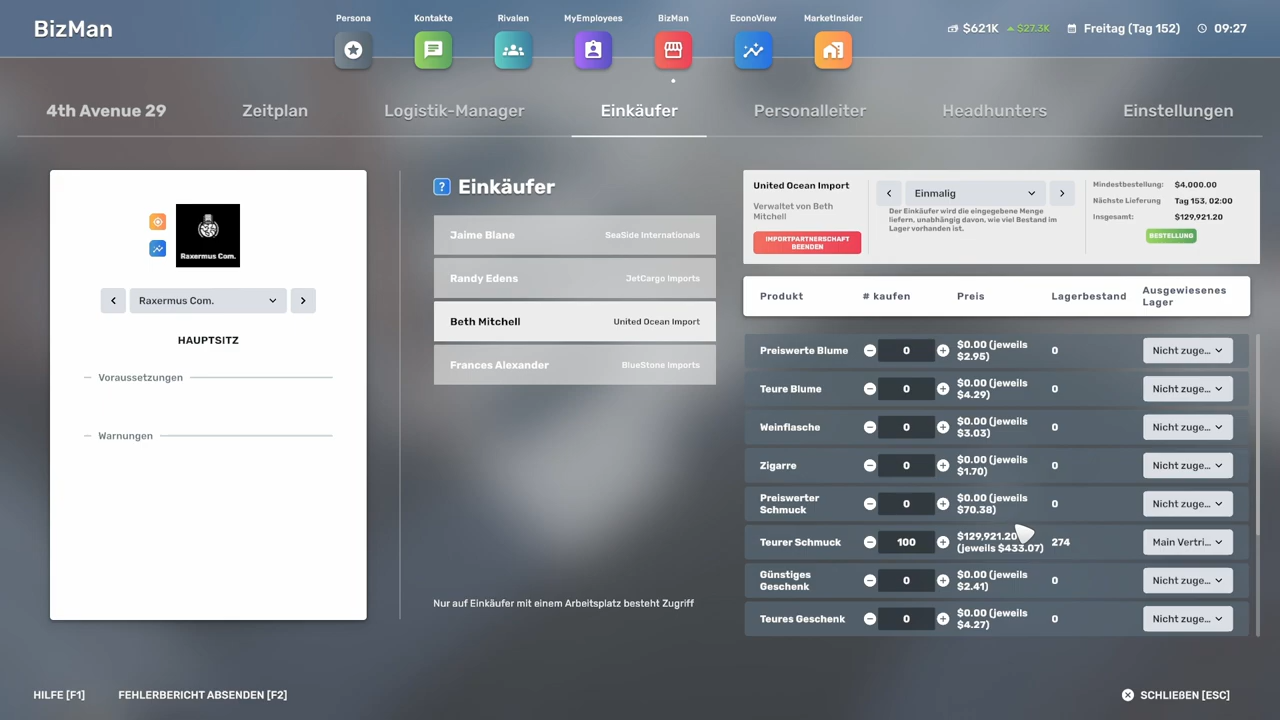 BizMan
Persona
Kontakte
Rivalen
MyEmployees
BizMan
EconoView
MarketInsider
$621K
$27.3K
Freitag (Tag 152)
09:27
4th Avenue 29
Zeitplan
Logistik-Manager
Einkäufer
Personalleiter
Headhunters
Einstellungen
Raxermus Com.
Raxermus Com.
HAUPTSITZ
Voraussetzungen
Warnungen
? Einkäufer
Jaime Blane SeaSide Internationals
Randy Edens JetCargo Imports
Beth Mitchell United Ocean Import
Frances Alexander BlueStone Imports
Nur auf Einkäufer mit einem Arbeitsplatz besteht Zugriff
United Ocean Import
Verwaltet von Beth
Mitchell
IMPORTPARTNERSCHAFT
BEENDEN
Einmalig
Der Einkäufer wird die eingegebene Menge
liefern, unabhängig davon, wie viel Bestand im
Lager vorhanden ist.
Mindestbestellung: $4,000.00
Nächste Lieferung Tag 153, 02:00
Insgesamt: $129,921.20
BESTELLUNG
Produkt
# kaufen
Preis
Lagerbestand
Ausgewiesenes
Lager
Preiswerte Blume 0 $0.00 (jeweils
$2.95) 0 Nicht zuge...
Teure Blume 0 $0.00 (jeweils
$4.29) 0 Nicht zuge...
Weinflasche 0 $0.00 (jeweils
$3.03) 0 Nicht zuge...
Zigarre 0 $0.00 (jeweils
$1.70) 0 Nicht zuge...
Preiswerter
Schmuck 0 $0.00 (jeweils
$70.38) 0 Nicht zuge...
Teurer Schmuck 100 $129,921.20
(jeweils $433.07) 274 Main Vertri...
Günstiges
Geschenk 0 $0.00 (jeweils
$2.41) 0 Nicht zuge...
Teures Geschenk 0 $0.00 (jeweils
$4.27) 0 Nicht zuge...
HILFE [F1]
FEHLERBERICHT ABSENDEN [F2]
SCHLIEßEN [ESC]